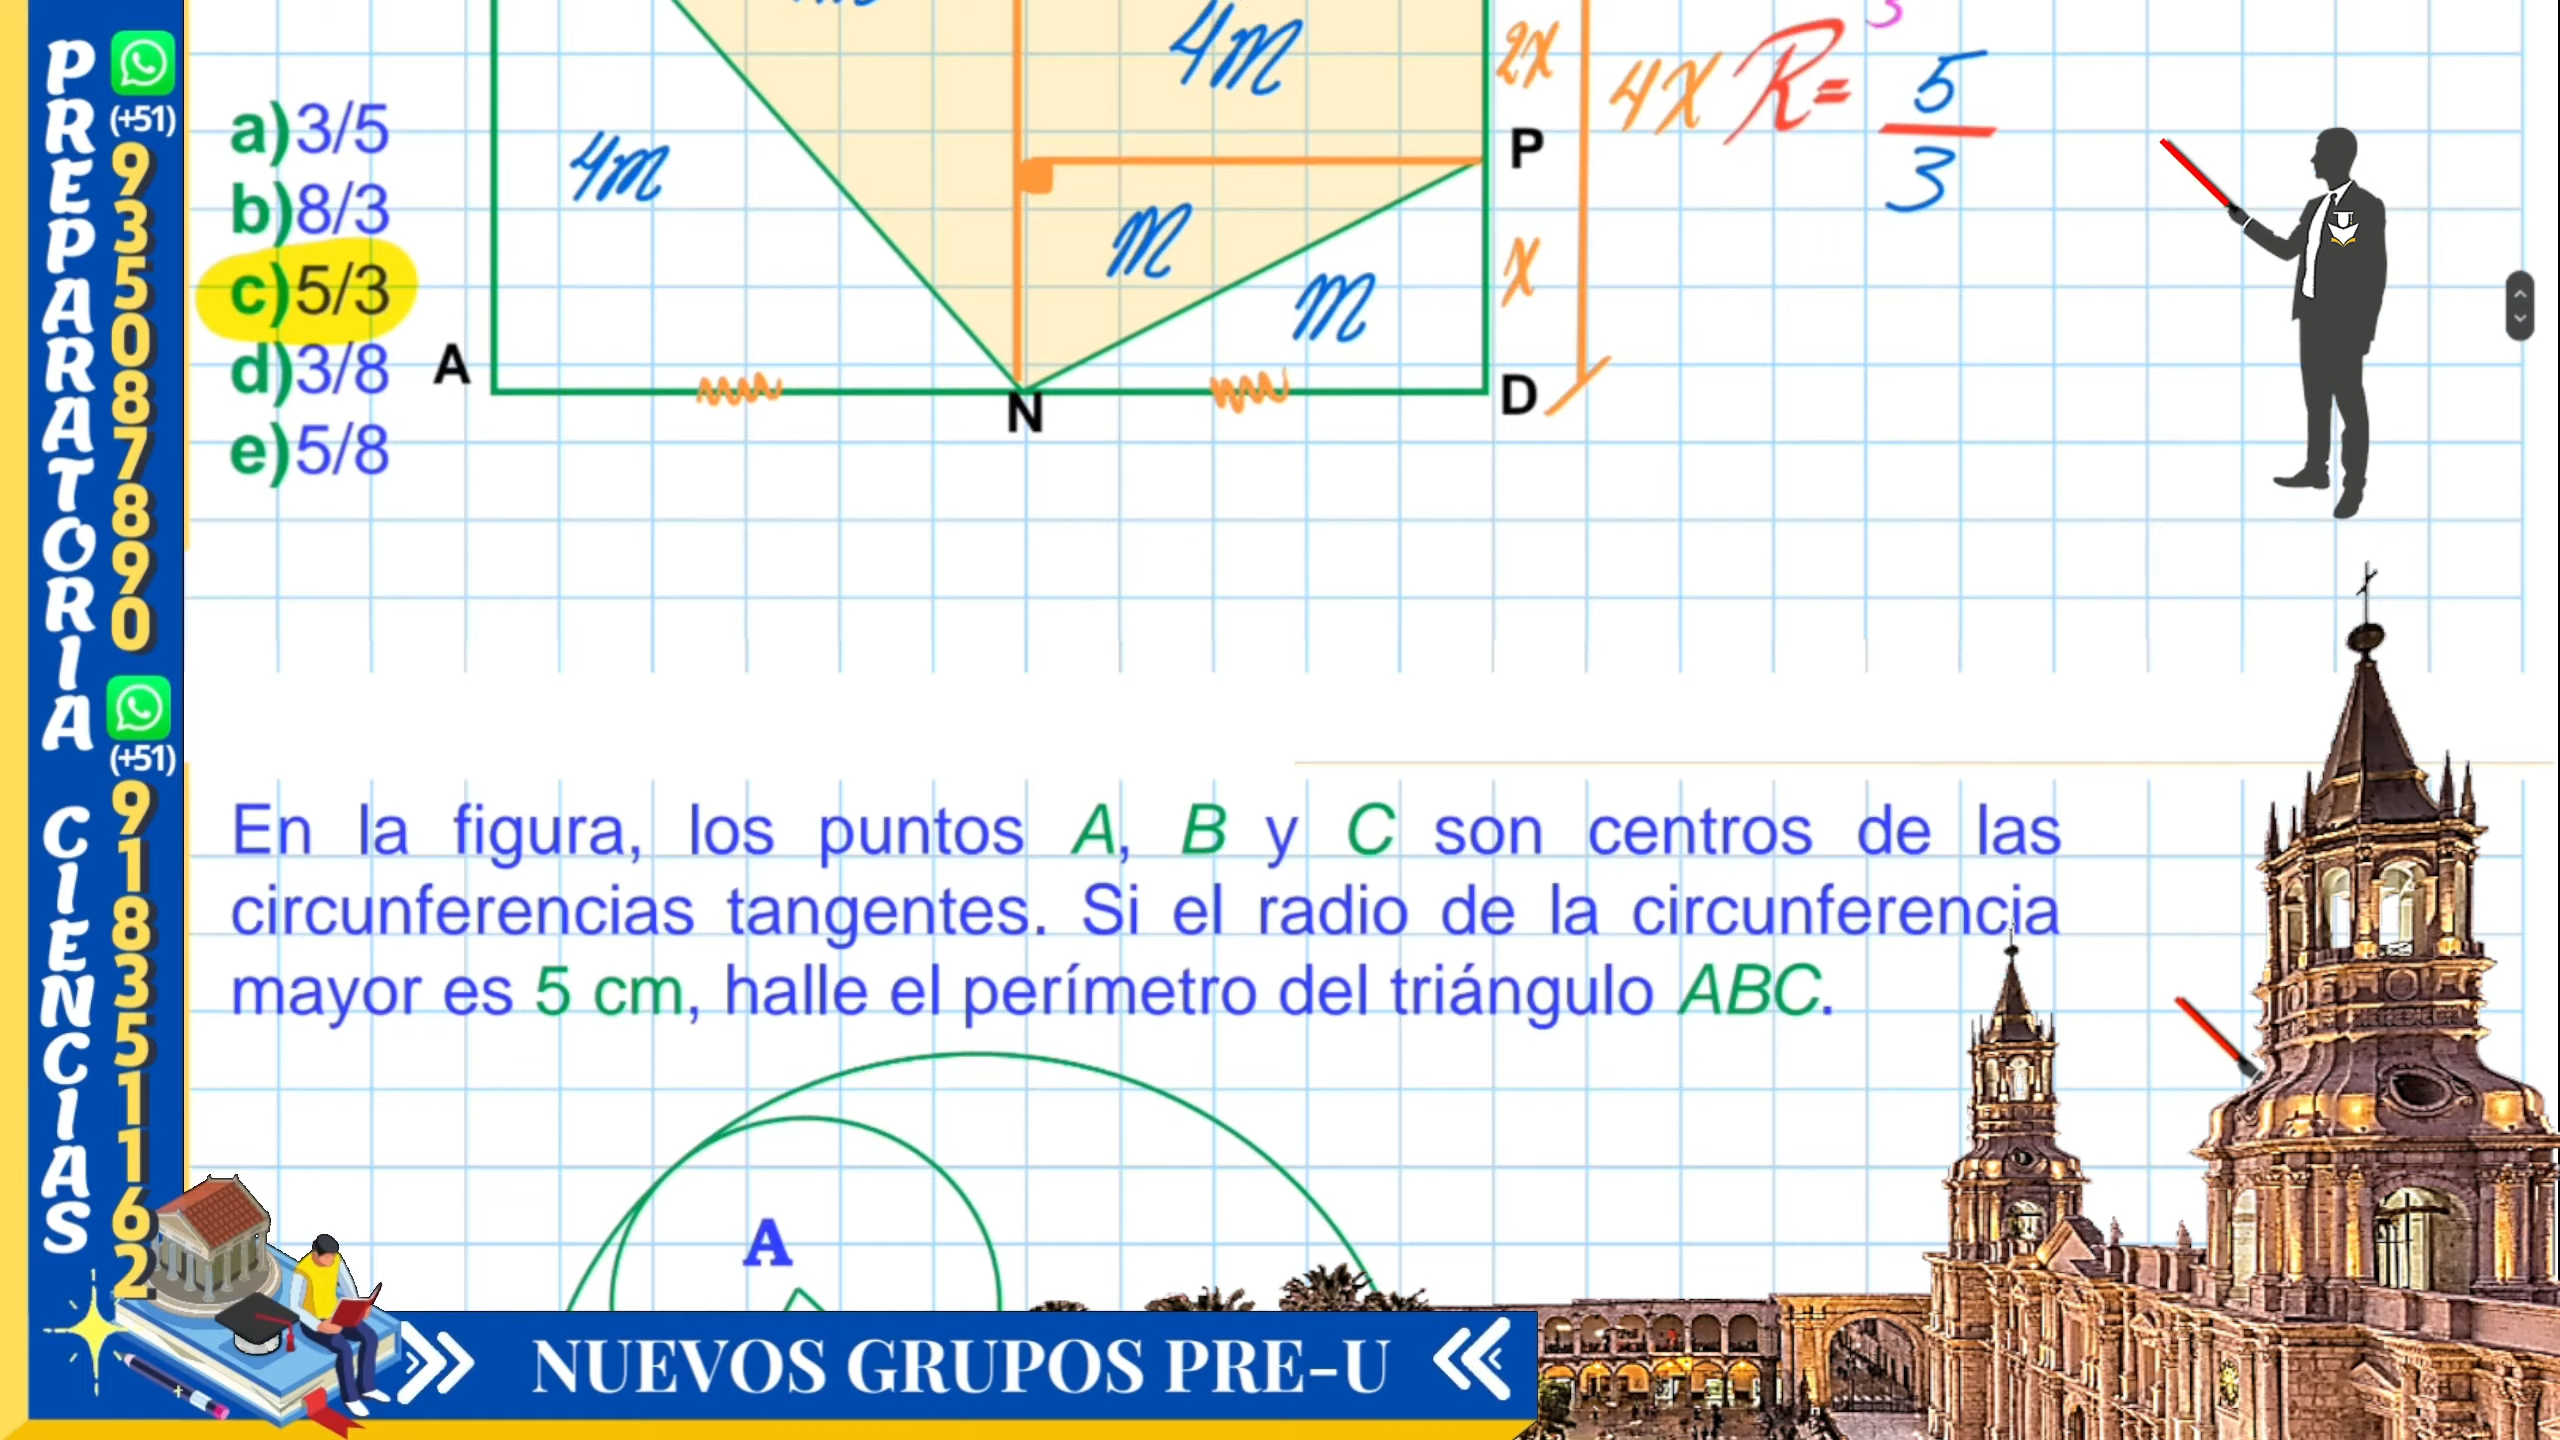 PREPARATORIA CIENCIAS
(+51)
935087890
(+51)
918351162
4m
2x
4x R= 5/3
3
a)3/5
b)8/3
c)5/3
d)3/8
e)5/8
4m
P
m
m
x
A
N
D
En la figura, los puntos A, B y C son centros de las
circunferencias tangentes. Si el radio de la circunferencia
mayor es 5 cm, halle el perímetro del triángulo ABC.
A
NUEVOS GRUPOS PRE-U